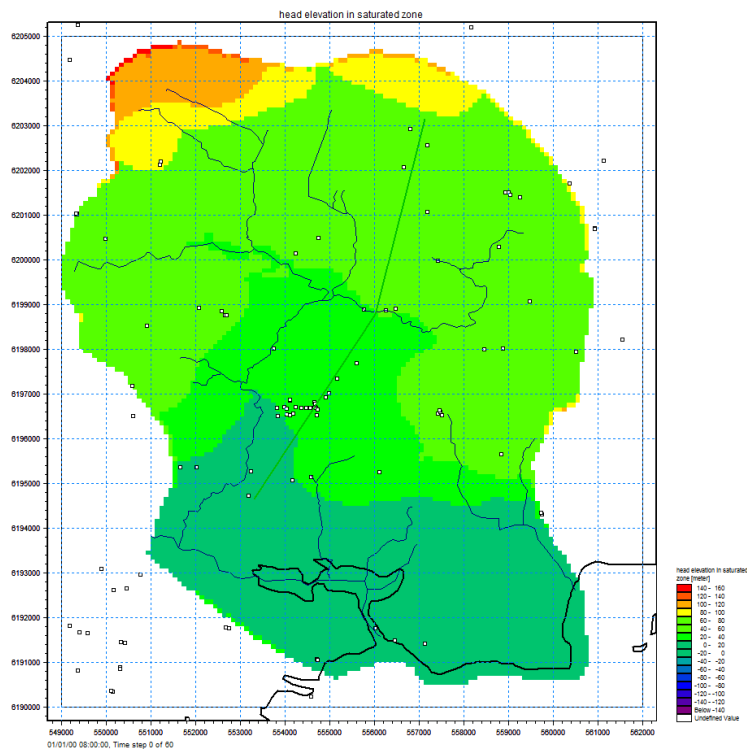 head elevation in saturated zone
6205000
6204000
6203000
6202000
6201000
6200000
6199000
6198000
6197000
6196000
6195000
6194000
6193000
6192000
6191000
6190000
549000 550000 551000 552000 553000 554000 555000 556000 557000 558000 559000 560000 561000 562000
01/01/00 08:00:00, Time step 0 of 60
head elevation in saturated
zone [meter]
140 - 160
120 - 140
100 - 120
80 - 100
60 - 80
40 - 60
20 - 40
0 - 20
-20 - 0
-40 - -20
-60 - -40
-80 - -60
-100 - -80
-120 - -100
-140 - -120
Below -140
Undefined Value